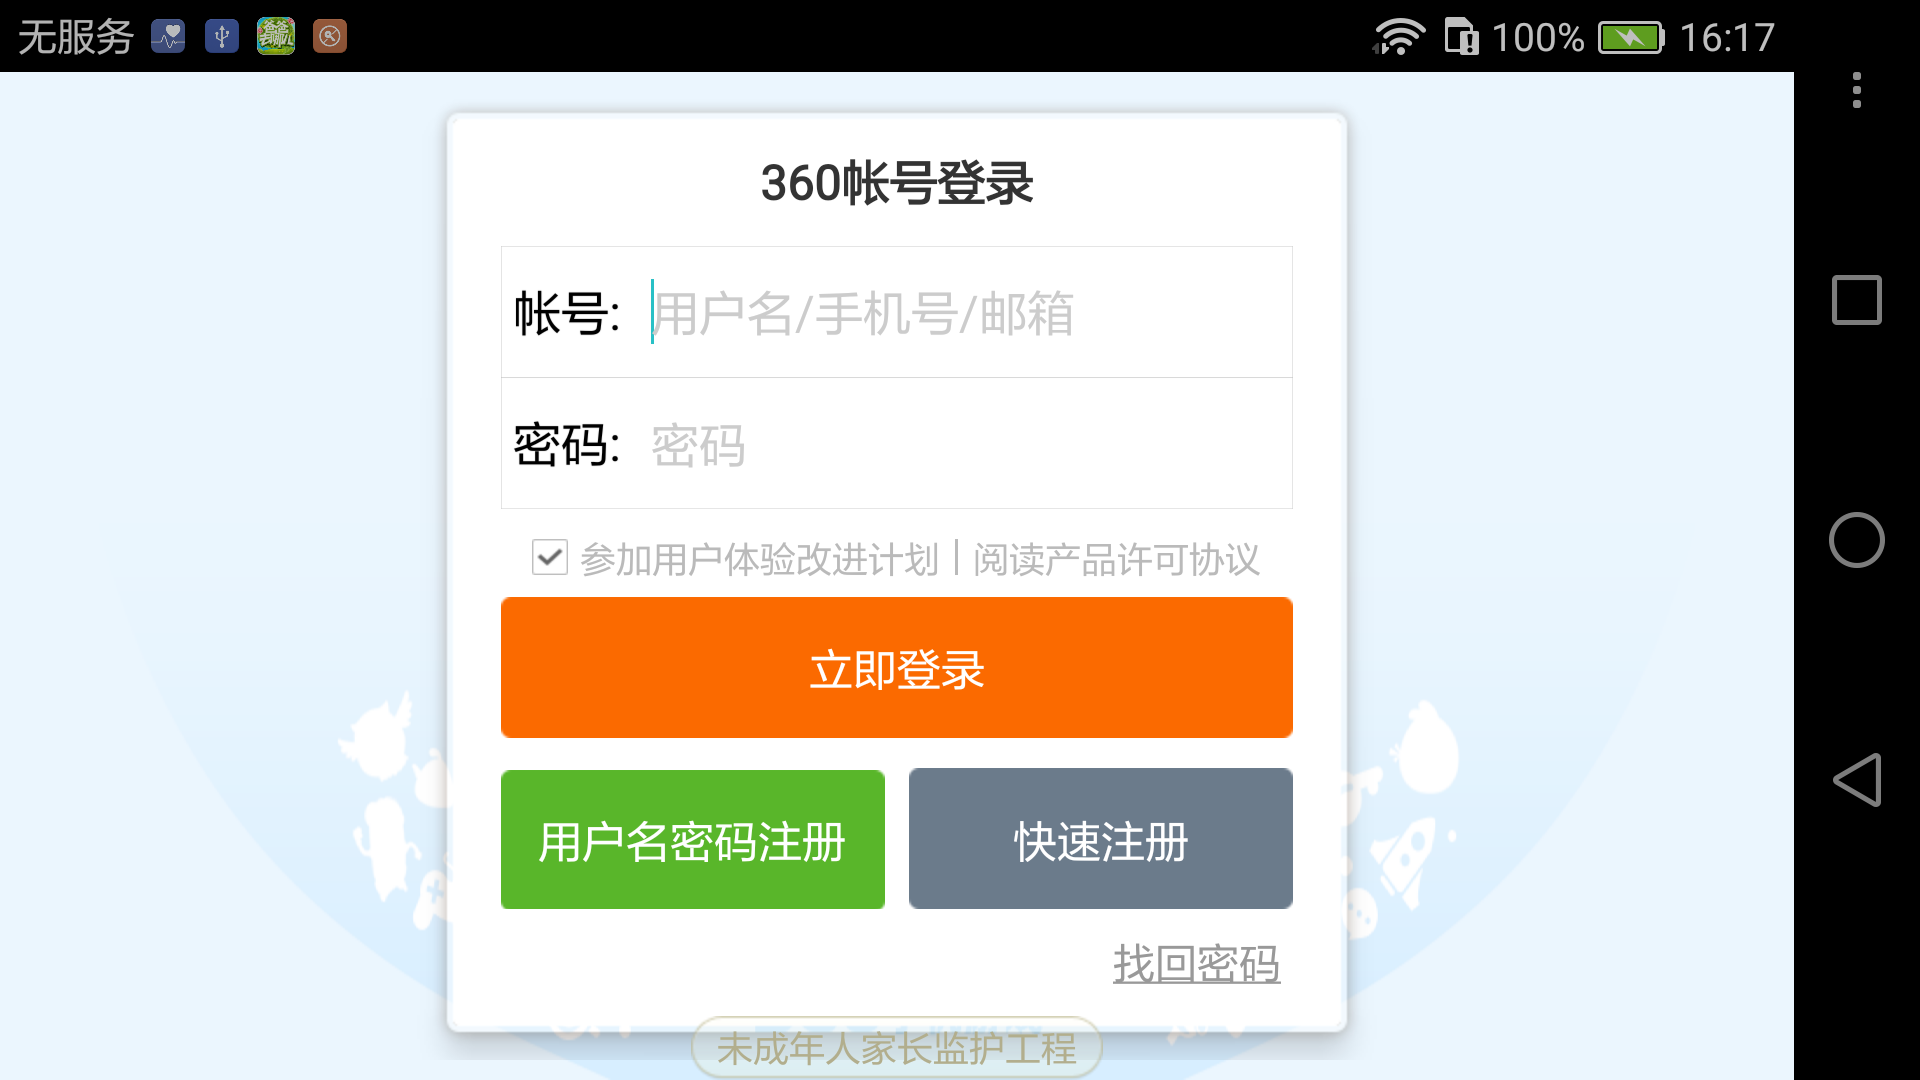 无服务 100% 16:17
360帐号登录
帐号: 用户名/手机号/邮箱
密码: 密码
参加用户体验改进计划 | 阅读产品许可协议
立即登录
用户名密码注册 快速注册
找回密码
未成年人家长监护工程